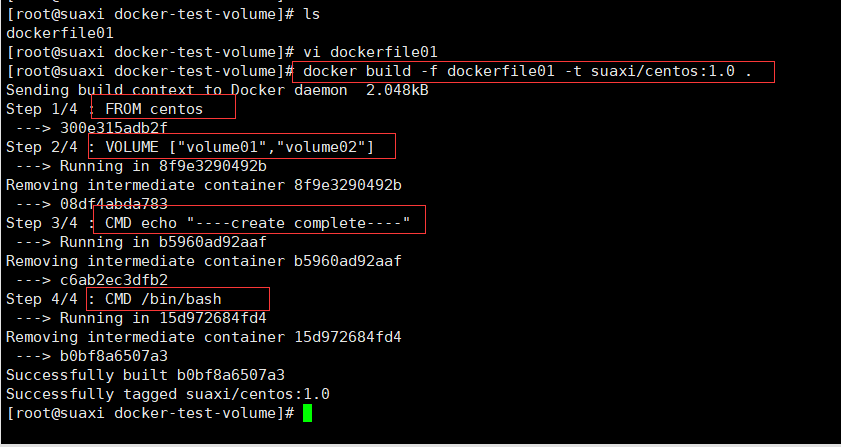 [root@suaxi docker-test-volume]# ls
dockerfile01
[root@suaxi docker-test-volume]# vi dockerfile01
[root@suaxi docker-test-volume]# docker build -f dockerfile01 -t suaxi/centos:1.0 .
Sending build context to Docker daemon  2.048kB
Step 1/4 : FROM centos
 ---> 300e315adb2f
Step 2/4 : VOLUME ["volume01","volume02"]
 ---> Running in 8f9e3290492b
Removing intermediate container 8f9e3290492b
 ---> 08df4abda783
Step 3/4 : CMD echo "----create complete----"
 ---> Running in b5960ad92aaf
Removing intermediate container b5960ad92aaf
 ---> c6ab2ec3dfb2
Step 4/4 : CMD /bin/bash
 ---> Running in 15d972684fd4
Removing intermediate container 15d972684fd4
 ---> b0bf8a6507a3
Successfully built b0bf8a6507a3
Successfully tagged suaxi/centos:1.0
[root@suaxi docker-test-volume]#